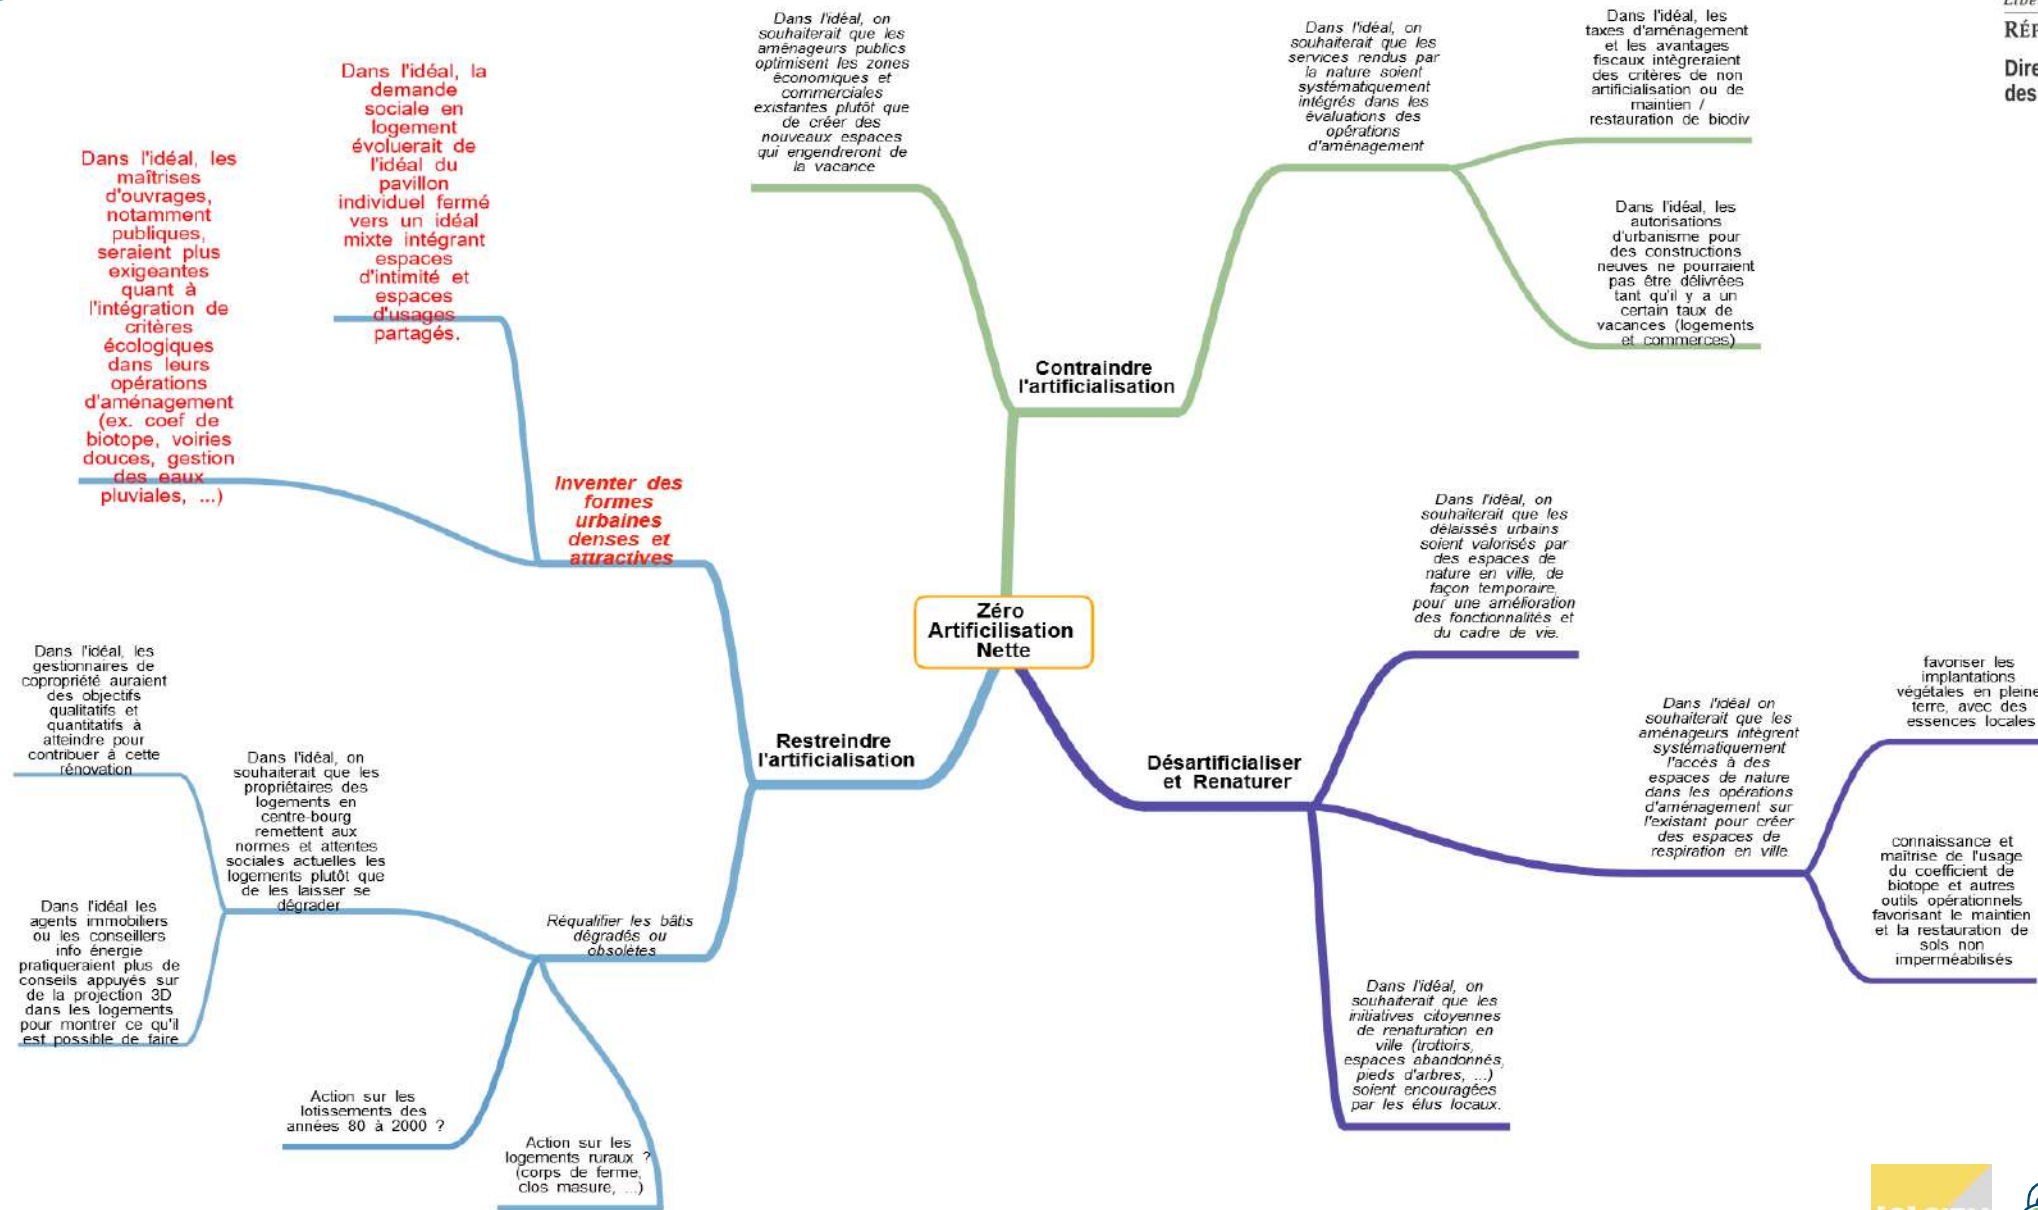 Dans l'idéal, on
souhaiterait que les
aménageurs publics
optimisent les zones
économiques et
commerciales
existantes plutôt que
de créer des
nouveaux espaces
qui engendreront de
la vacance
Dans l'idéal, on
souhaiterait que les
services rendus par
la nature soient
systématiquement
intégrés dans les
évaluations des
opérations
d'aménagement
Dans l'idéal, les
taxes d'aménagement
et les avantages
fiscaux intègreraient
des critères de non
artificialisation ou de
maintien /
restauration de biodiv
Dans l'idéal, les
autorisations
d'urbanisme pour
des constructions
neuves ne pourraient
pas être délivrées
tant qu'il y a un
certain taux de
vacances (logements
et commerces)
Contraindre
l'artificialisation
Dans l'idéal, la
demande
sociale en
logement
évoluerait de
l'idéal du
pavillon
individuel fermé
vers un idéal
mixte intégrant
espaces
d'intimité et
espaces
d'usages
partagés.
Dans l'idéal, les
maîtrises
d'ouvrages,
notamment
publiques,
seraient plus
exigeantes
quant à
l'intégration de
critères
écologiques
dans leurs
opérations
d'aménagement
(ex. coef de
biotope, voiries
douces, gestion
des eaux
pluviales, ...)
Inventer des
formes
urbaines
denses et
attractives
Zéro
Artificilisation
Nette
Restreindre
l'artificialisation
Dans l'idéal, les
gestionnaires de
copropriété auraient
des objectifs
qualitatifs et
quantitatifs à
atteindre pour
contribuer à cette
rénovation
Dans l'idéal, on
souhaiterait que les
propriétaires des
logements en
centre-bourg
remettent aux
normes et attentes
sociales actuelles les
logements plutôt que
de les laisser se
dégrader
Dans l'idéal les
agents immobiliers
ou les conseillers
info énergie
pratiqueraient plus de
conseils appuyés sur
de la projection 3D
dans les logements
pour montrer ce qu'il
est possible de faire
Réqualifier les bâtis
dégradés ou
obsolètes
Action sur les
lotissements des
années 80 à 2000 ?
Action sur les
logements ruraux ?
(corps de ferme,
clos masure, ...)
Désartificialiser
et Renaturer
Dans l'idéal, on
souhaiterait que les
délaissés urbains
soient valorisés par
des espaces de
nature en ville, de
façon temporaire,
pour une amélioration
des fonctionnalités et
du cadre de vie.
Dans l'idéal on
souhaiterait que les
aménageurs intègrent
systématiquement
l'accès à des
espaces de nature
dans les opérations
d'aménagement sur
l'existant pour créer
des espaces de
respiration en ville.
favoriser les
implantations
végétales en pleine
terre, avec des
essences locales
connaissance et
maîtrise de l'usage
du coefficient de
biotope et autres
outils opérationnels
favorisant le maintien
et la restauration de
sols non
imperméabilisés
Dans l'idéal, on
souhaiterait que les
initiatives citoyennes
de renaturation en
ville (trottoirs,
espaces abandonnés,
pieds d'arbres, ...)
soient encouragées
par les élus locaux.
RÉP
Dire
des